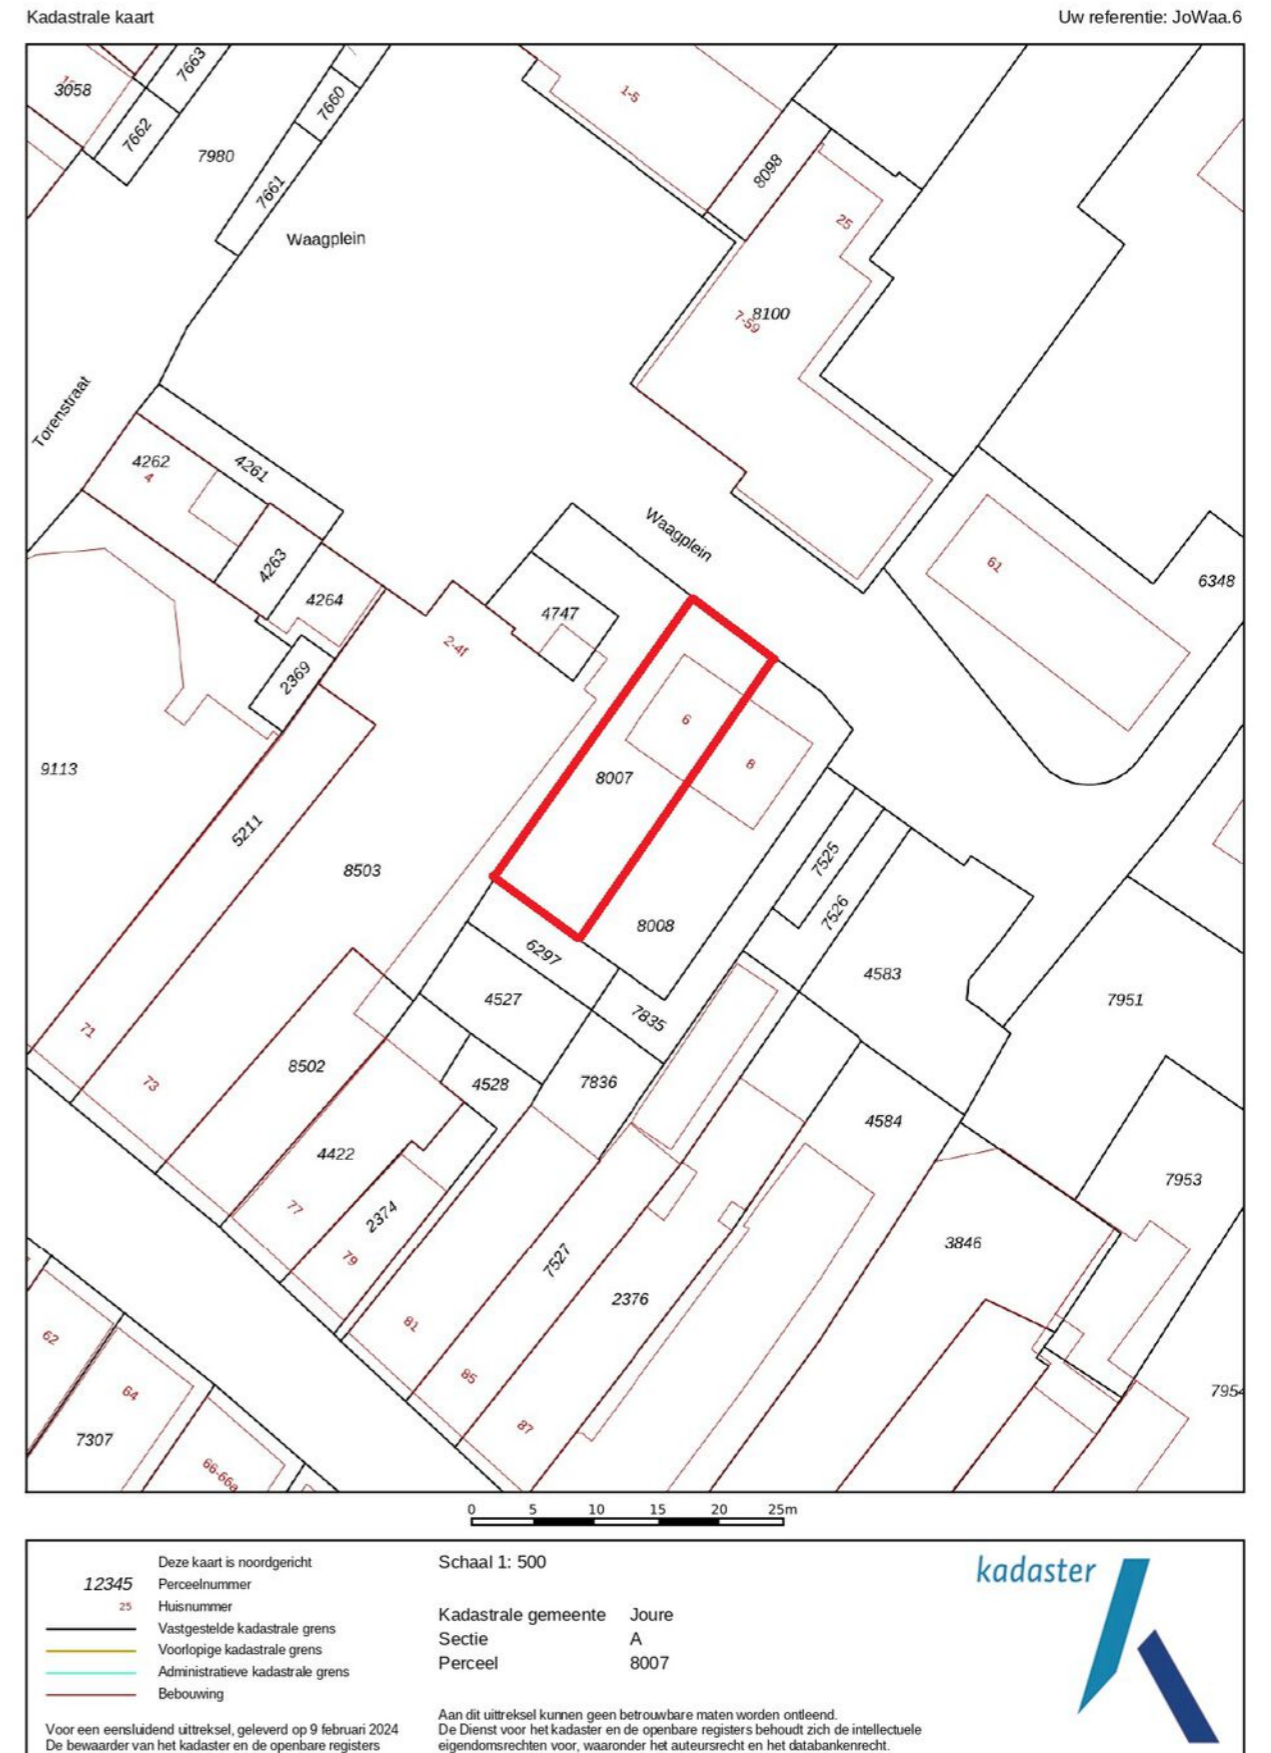 Kadastrale kaart
Uw referentie: JoWaa.6
3058
7663
7662
7660
7980
7661
Waagplein
1-5
8098
25
8100
7-59
Torenstraat
4262
4
4261
4263
4264
Waagplein
4747
61
6348
2-4f
2369
6
8
8007
9113
5211
8503
7525
7526
8008
6297
4583
4527
7835
7951
71
73
8502
4528
7836
4584
4422
7953
77
2374
3846
79
7527
2376
81
85
87
62
64
7307
66-66a
7954
0 5 10 15 20 25m
Deze kaart is noordgericht
12345 Perceelnummer
25 Huisnummer
Vastgestelde kadastrale grens
Voorlopige kadastrale grens
Administratieve kadastrale grens
Bebouwing
Voor een eensluidend uittreksel, geleverd op 9 februari 2024
De bewaarder van het kadaster en de openbare registers
Schaal 1: 500
Kadastrale gemeente Joure
Sectie A
Perceel 8007
Aan dit uittreksel kunnen geen betrouwbare maten worden ontleend.
De Dienst voor het kadaster en de openbare registers behoudt zich de intellectuele
eigendomsrechten voor, waaronder het auteursrecht en het databankenrecht.
kadaster